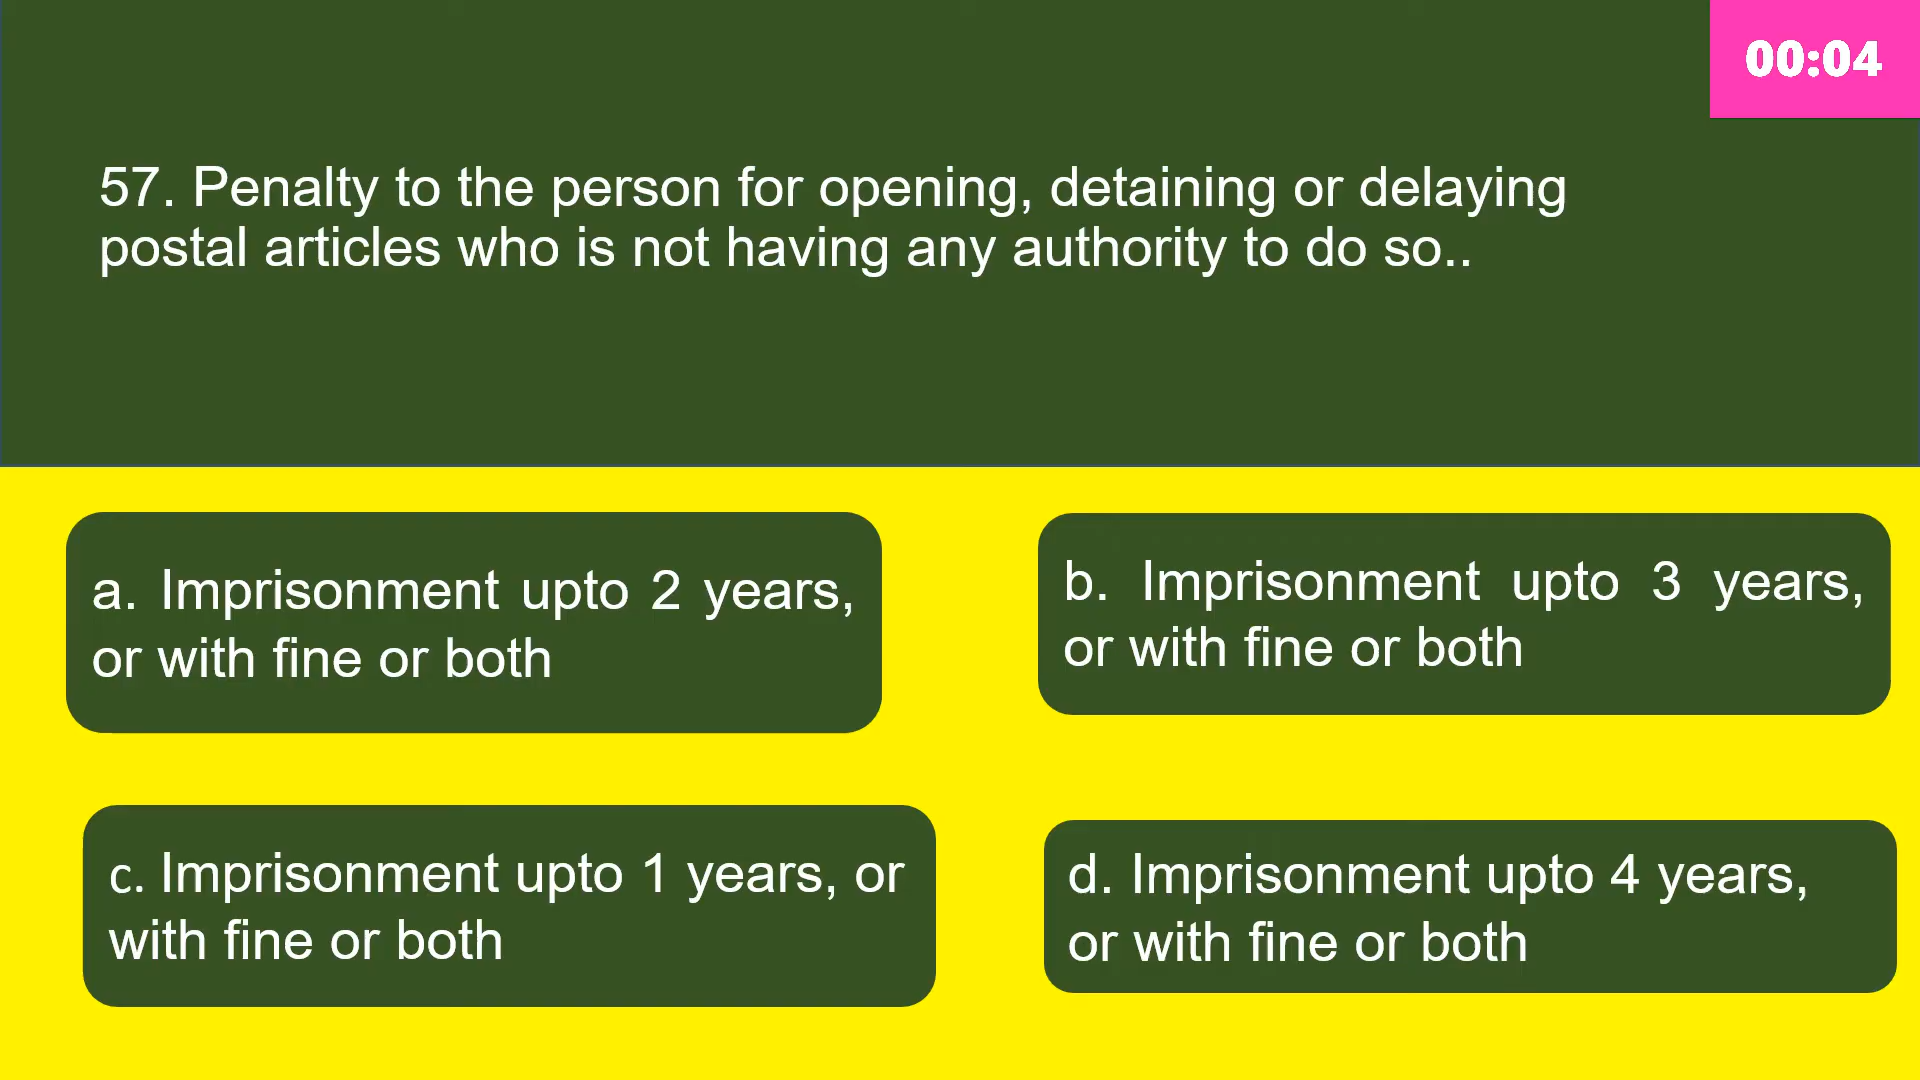 00:04
57. Penalty to the person for opening, detaining or delaying
postal articles who is not having any authority to do so..
a. Imprisonment upto 2 years,
or with fine or both
b. Imprisonment upto 3 years,
or with fine or both
c. Imprisonment upto 1 years, or
with fine or both
d. Imprisonment upto 4 years,
or with fine or both